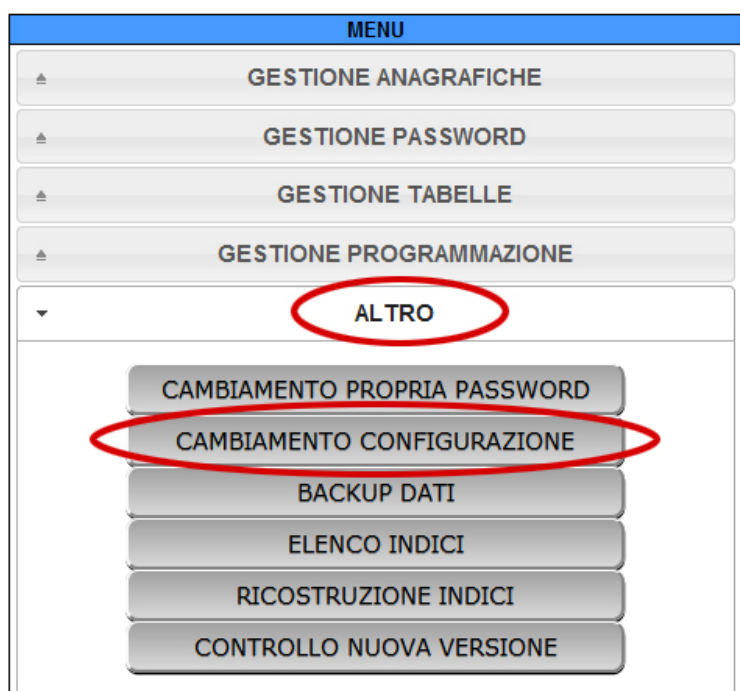 MENU
GESTIONE ANAGRAFICHE
GESTIONE PASSWORD
GESTIONE TABELLE
GESTIONE PROGRAMMAZIONE
ALTRO
CAMBIAMENTO PROPRIA PASSWORD
CAMBIAMENTO CONFIGURAZIONE
BACKUP DATI
ELENCO INDICI
RICOSTRUZIONE INDICI
CONTROLLO NUOVA VERSIONE